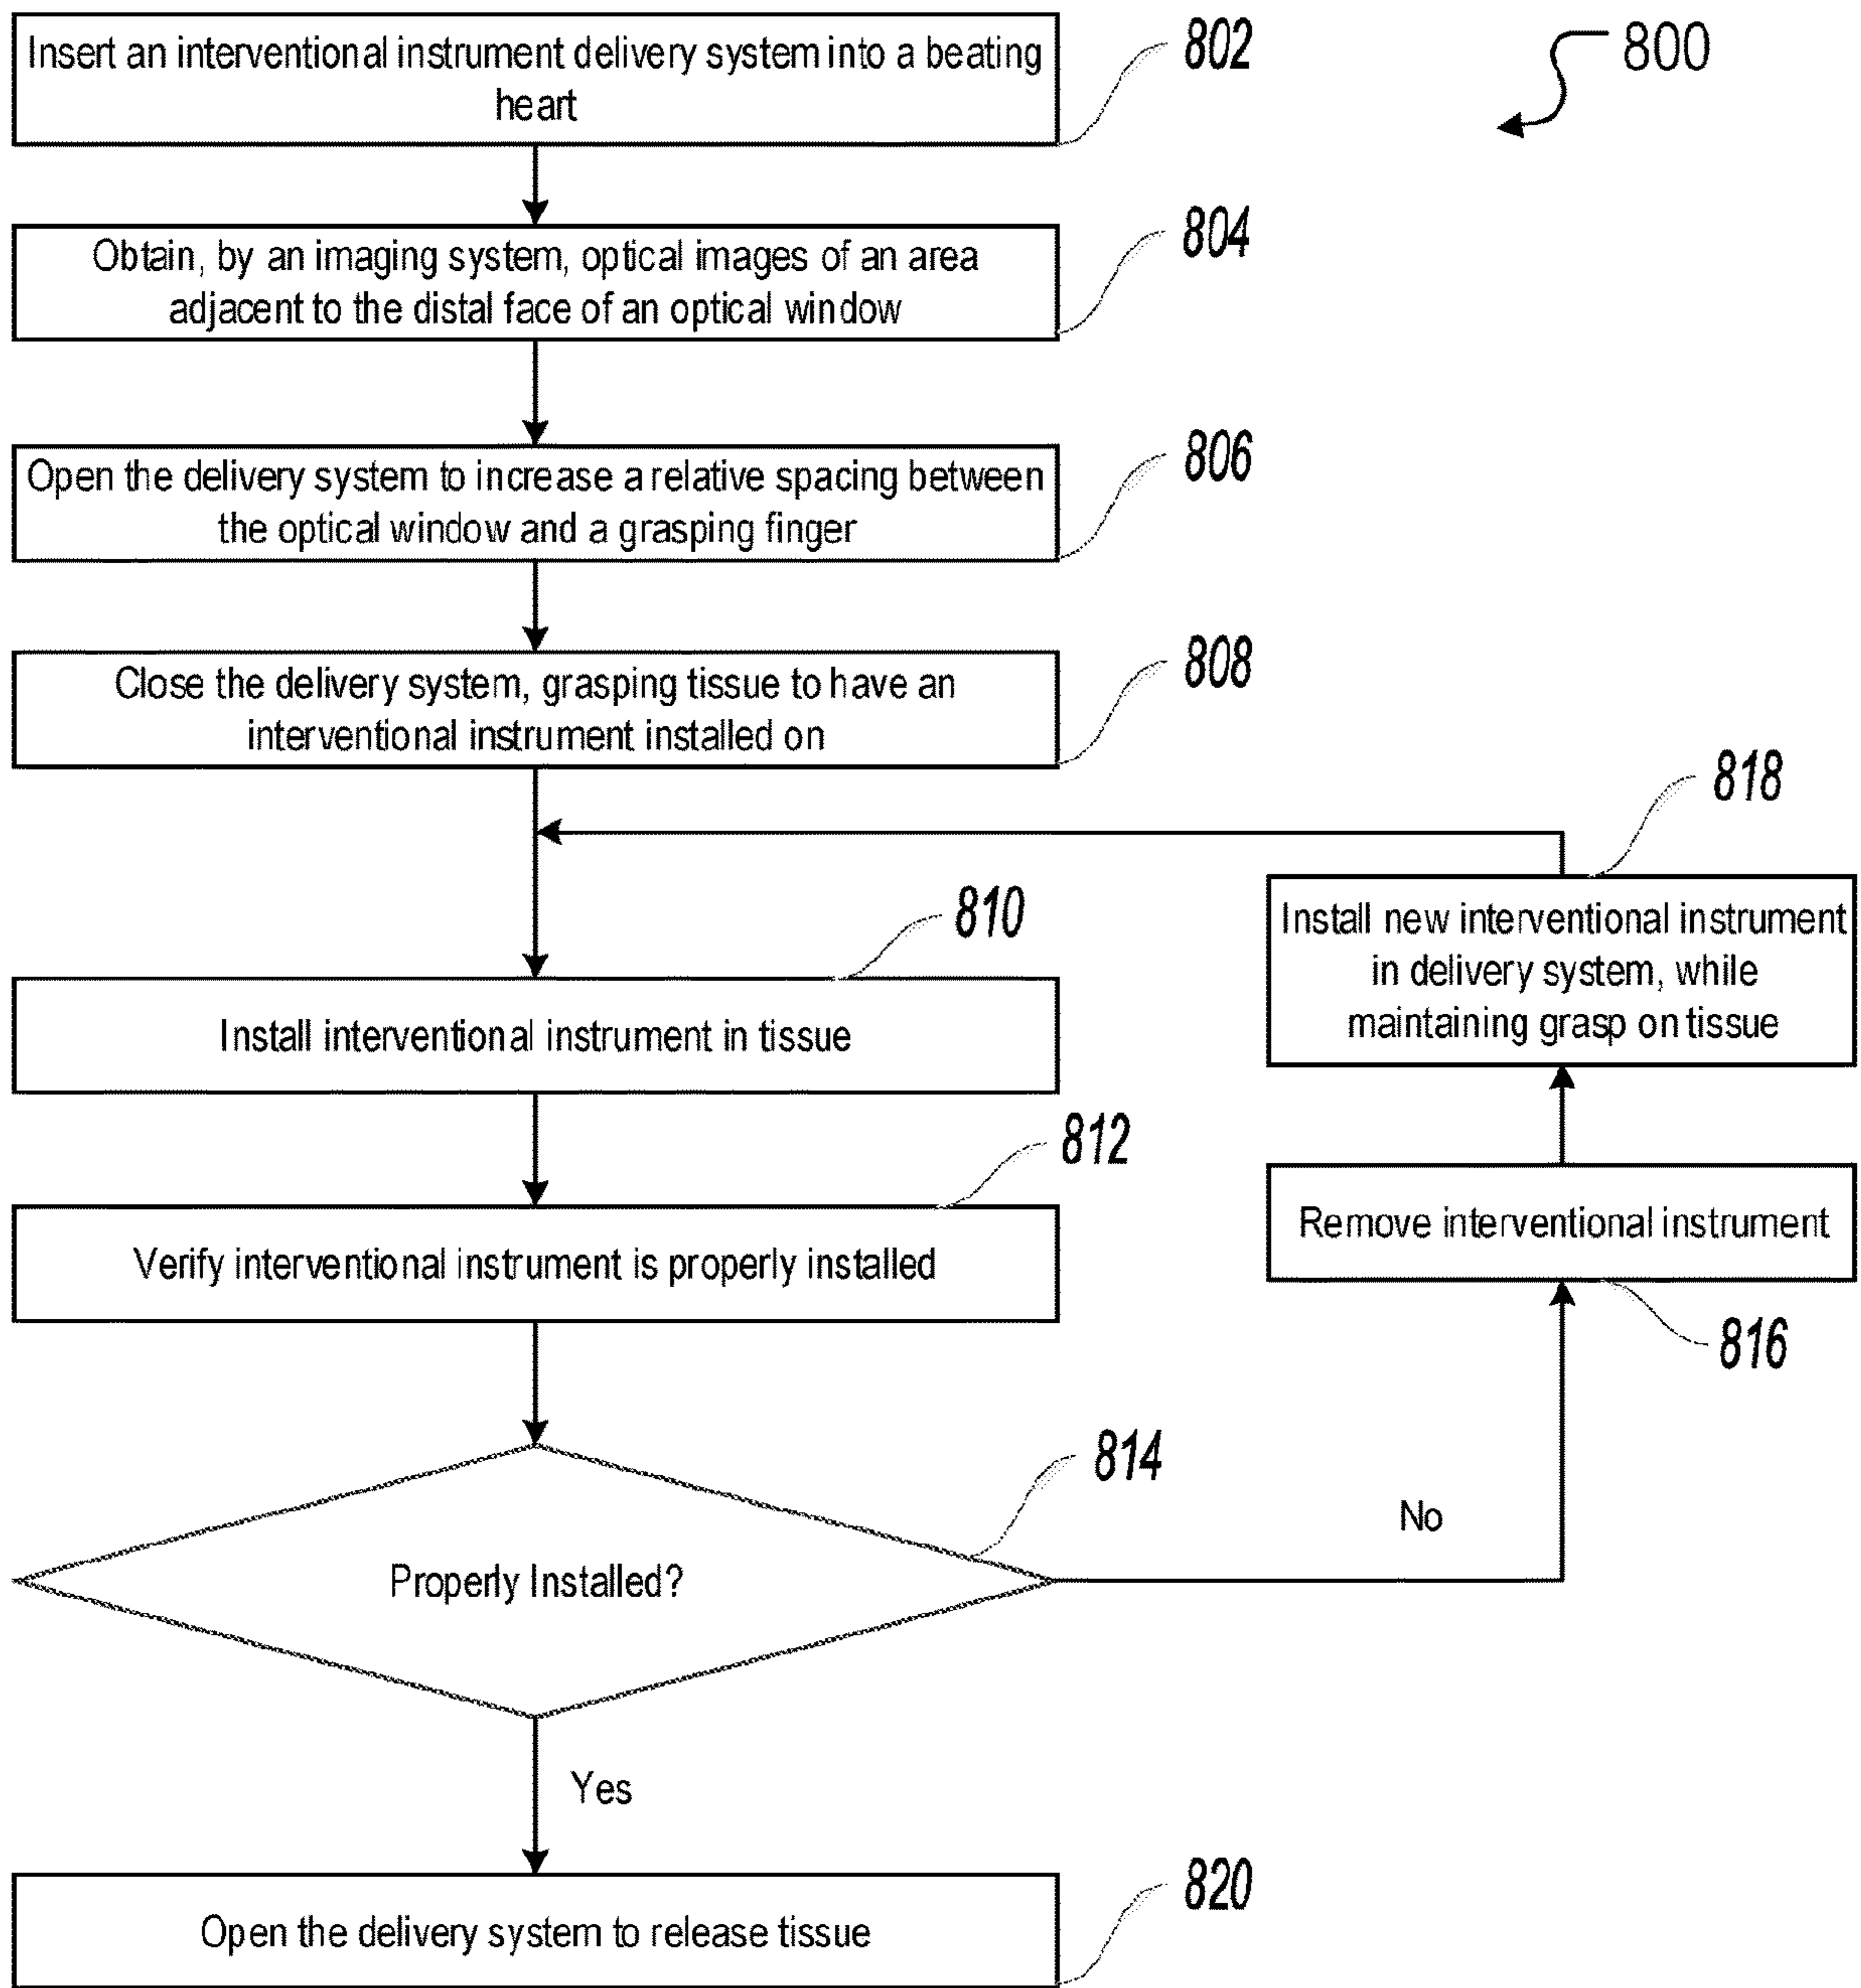 Insert an interventional instrument delivery system into a beating
heart
802
800
Obtain, by an imaging system, optical images of an area
adjacent to the distal face of an optical window
804
Open the delivery system to increase a relative spacing between
the optical window and a grasping finger
806
Close the delivery system, grasping tissue to have an
interventional instrument installed on
808
818
Install new interventional instrument
in delivery system, while
maintaining grasp on tissue
810
Install interventional instrument in tissue
812
Verify interventional instrument is properly installed
Remove interventional instrument
816
814
Properly Installed?
No
Yes
820
Open the delivery system to release tissue